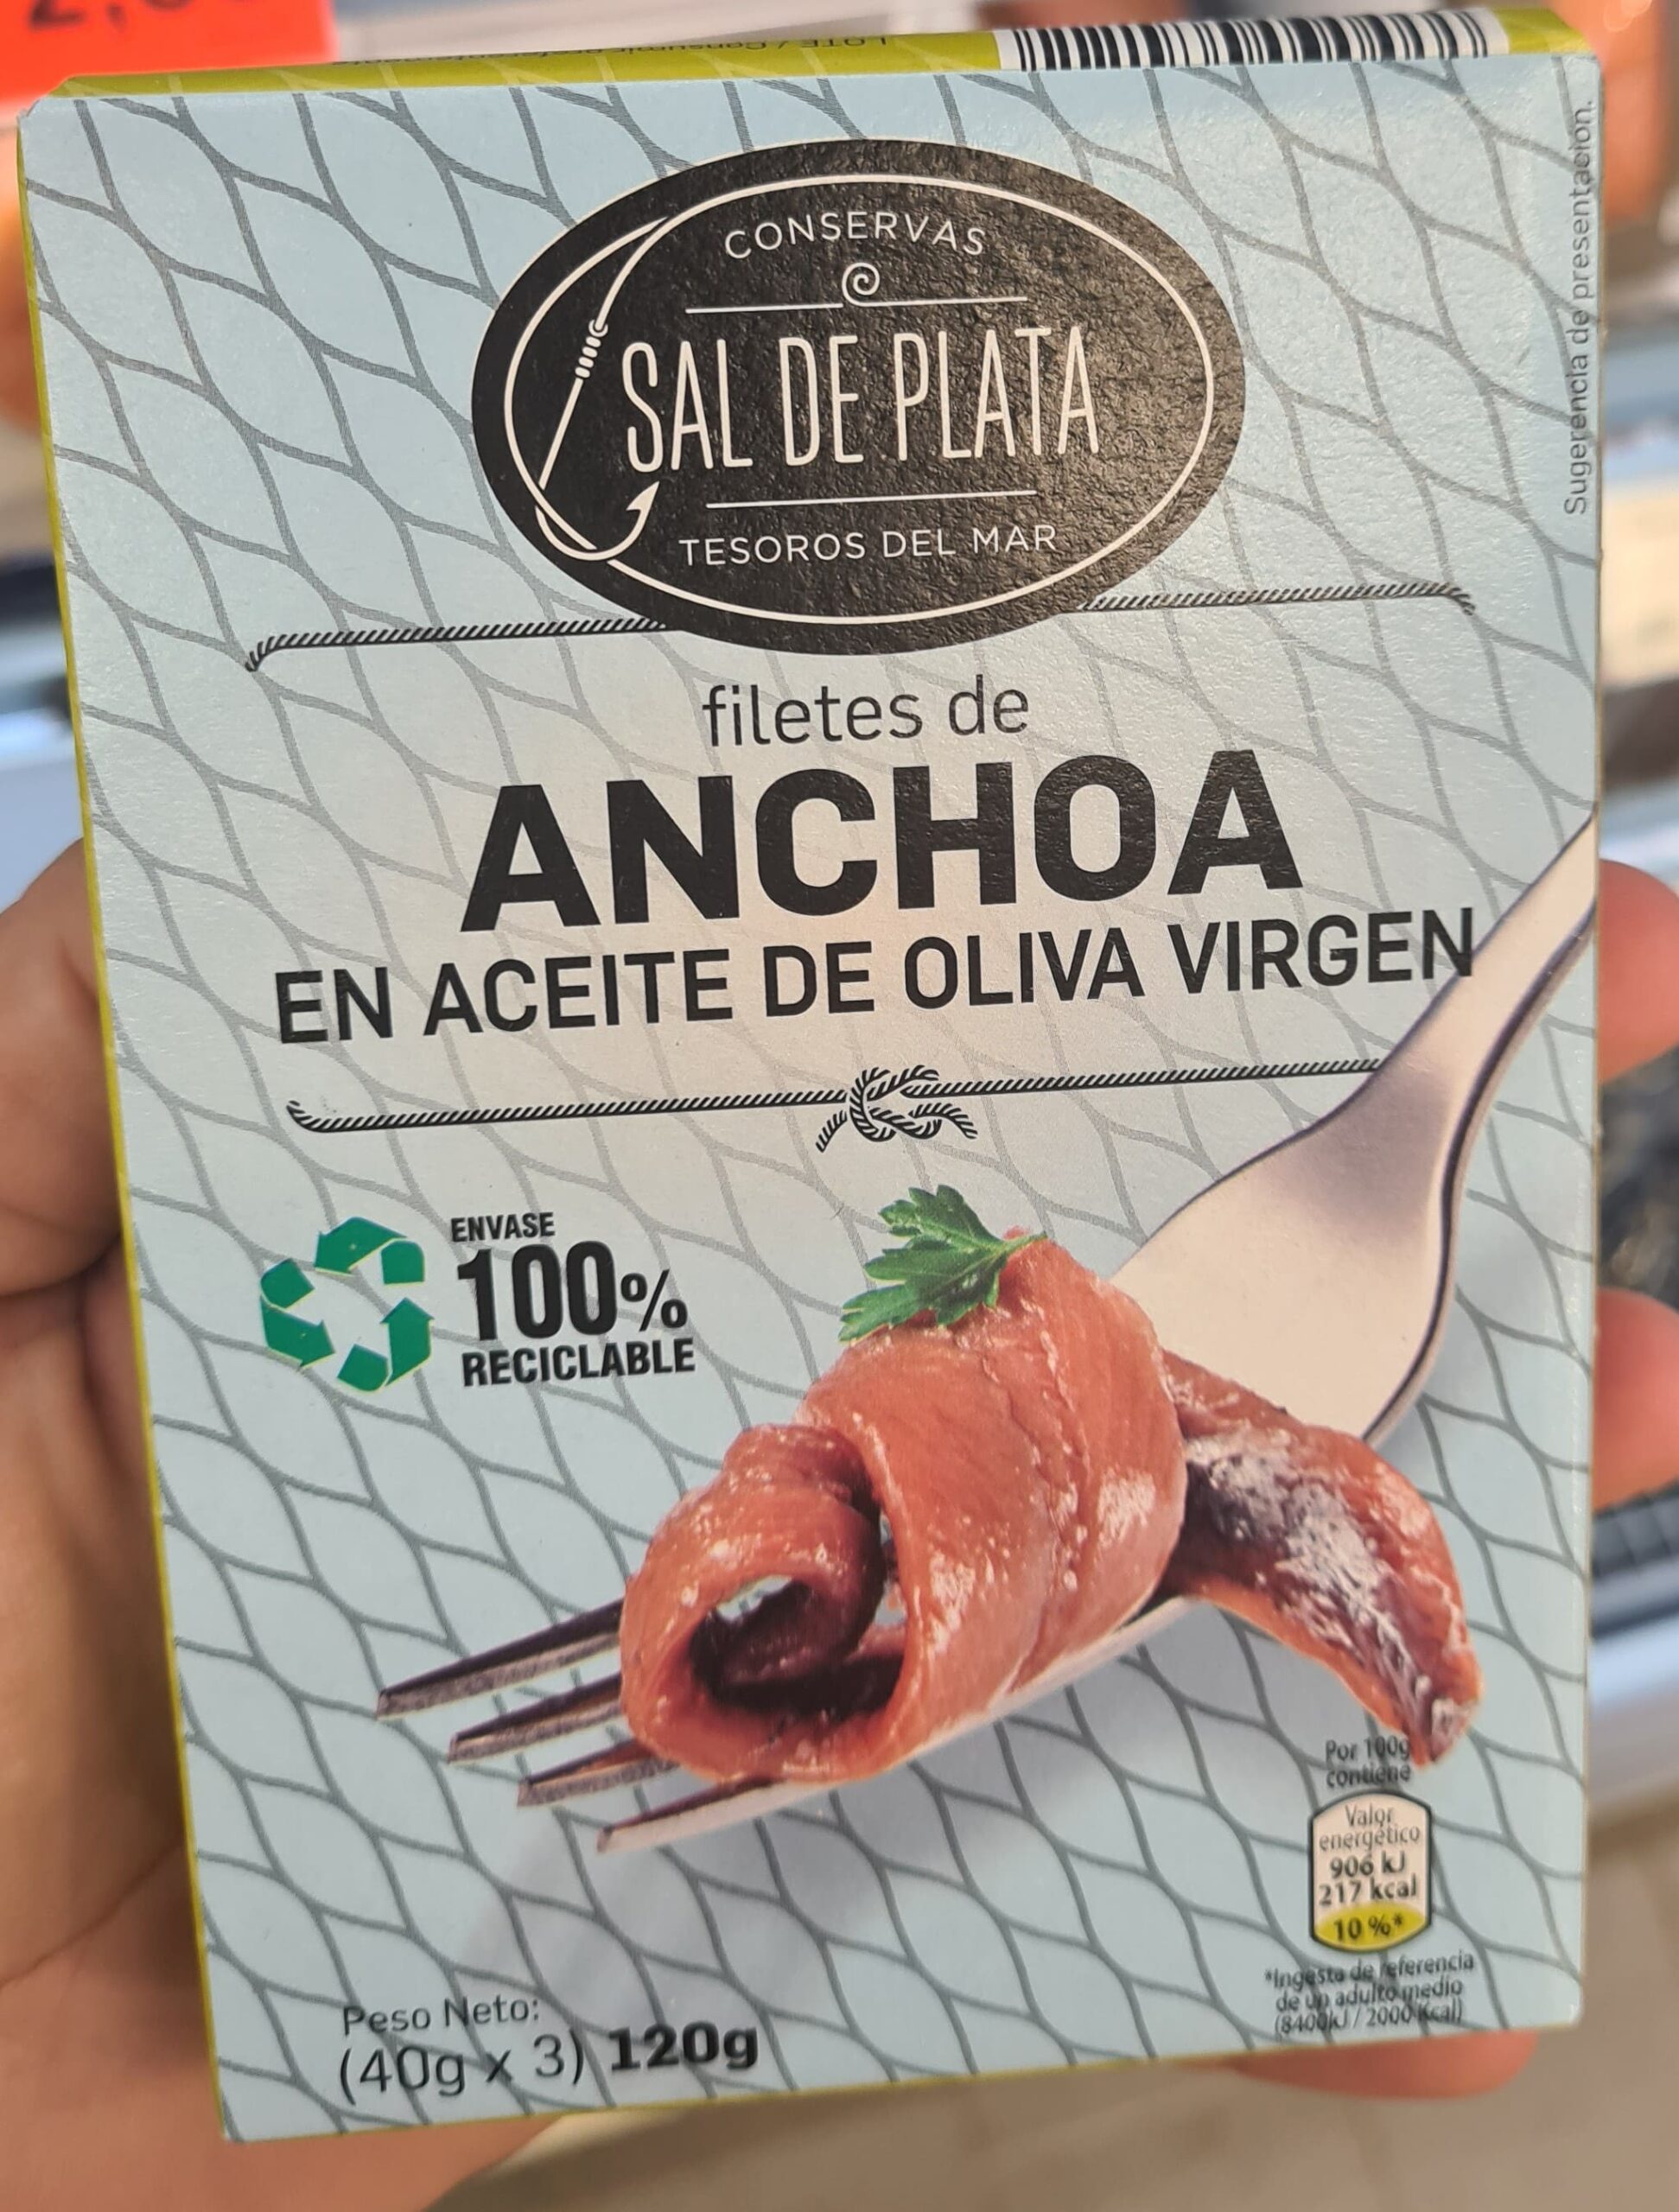 CONSERVAS
SAL DE PLATA
TESOROS DEL MAR
Sugerencia de presentación.
filetes de
ANCHOA
EN ACEITE DE OLIVA VIRGEN
ENVASE
100%
RECICLABLE
Por 100g
contiene
Valor
energético
906 kJ
217 kcal
10 %*
*Ingesta de referencia
de un adulto medio
(8400kJ / 2000 Kcal)
Peso Neto:
(40g x 3) 120g